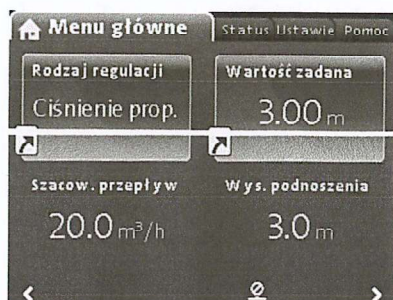 Menu główne Status Ustawie Pomoc
Rodzaj regulacji Wartość zadana
Ciśnienie prop. 3.00 m
Szacow. przepływ Wys. podnoszenia
20.0 m³/h 3.0 m